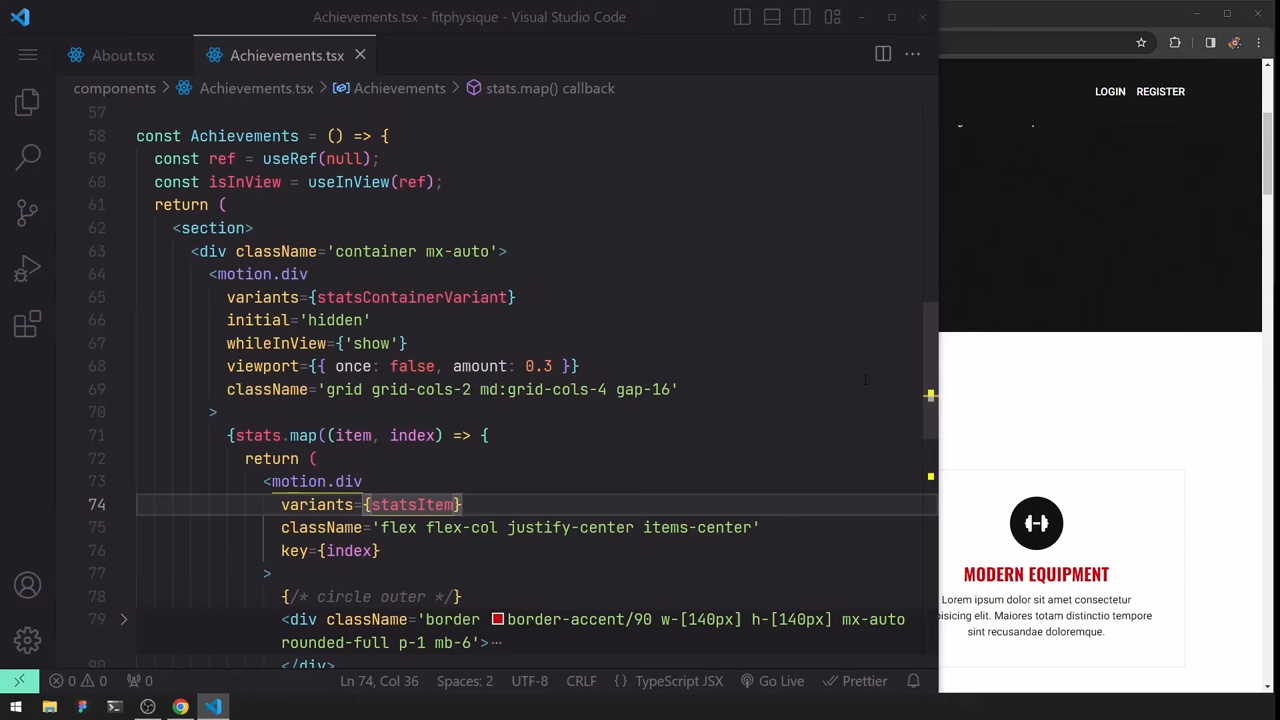 Achievements.tsx - fitphysique - Visual Studio Code
About.tsx
Achievements.tsx
components > Achievements.tsx > Achievements > stats.map() callback
57
58 const Achievements = () => {
59 const ref = useRef(null);
60 const isInView = useInView(ref);
61 return (
62 <section>
63 <div className='container mx-auto'>
64 <motion.div
65 variants={statsContainerVariant}
66 initial='hidden'
67 whileInView={'show'}
68 viewport={{ once: false, amount: 0.3 }}
69 className='grid grid-cols-2 md:grid-cols-4 gap-16'
70 >
71 {stats.map((item, index) => {
72 return (
73 <motion.div
74 variants={statsItem}
75 className='flex flex-col justify-center items-center'
76 key={index}
77 >
78 {/* circle outer */}
79 <div className='border border-accent/90 w-[140px] h-[140px] mx-auto
rounded-full p-1 mb-6'>…
90 </div>
0 0 0 Ln 74, Col 36 Spaces: 2 UTF-8 CRLF {} TypeScript JSX Go Live Prettier
LOGIN REGISTER
MODERN EQUIPMENT
Lorem ipsum dolor sit amet consectetur
pisicing elit. Maiores totam distinctio tempore
sint recusandae doloremque.